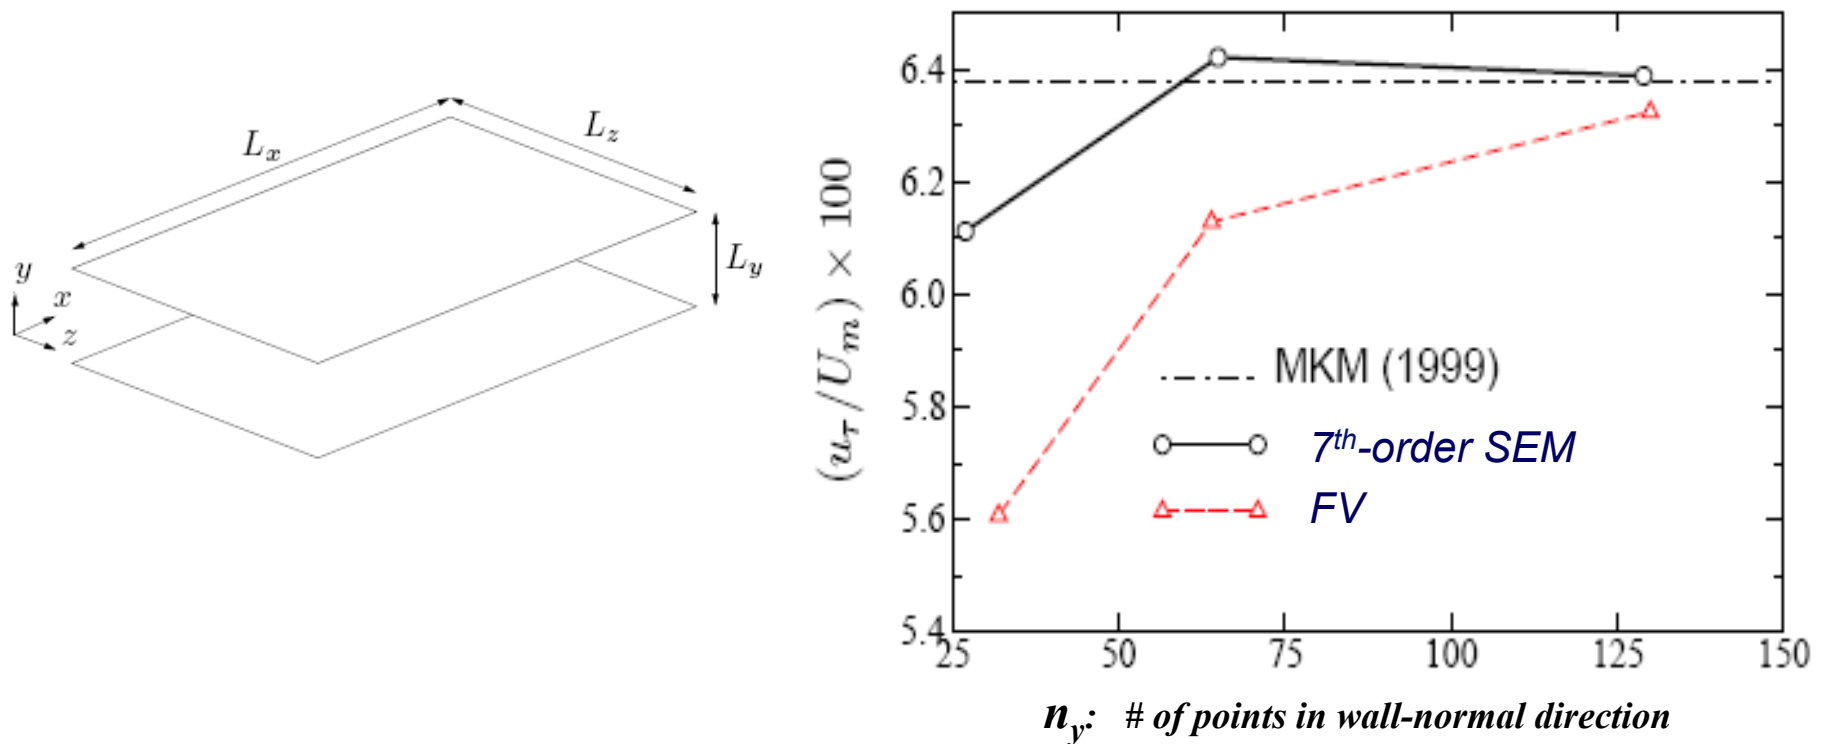 L_x
L_z
L_y
y
x
z
(u_τ/U_m) × 100
6.4
6.2
6.0
5.8
5.6
5.4
MKM (1999)
7th-order SEM
FV
25 50 75 100 125 150
n_y: # of points in wall-normal direction